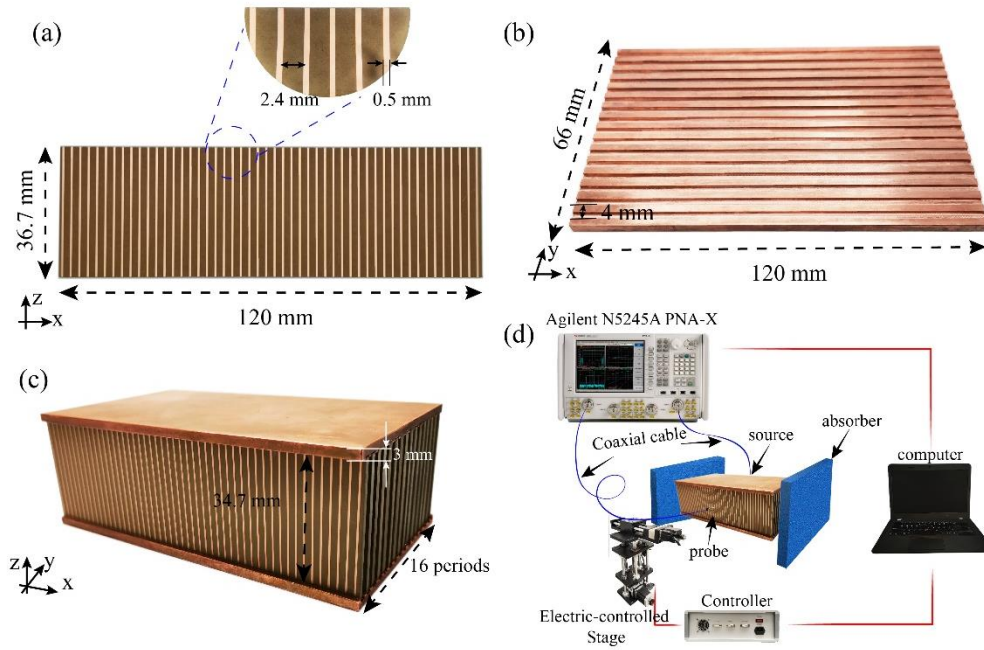 (a)
2.4 mm
0.5 mm
36.7 mm
z
x
120 mm
(b)
66 mm
4 mm
y
x
120 mm
(c)
3 mm
34.7 mm
16 periods
z
y
x
(d)
Agilent N5245A PNA-X
Coaxial cable
source
absorber
computer
probe
Electric-controlled
Stage
Controller